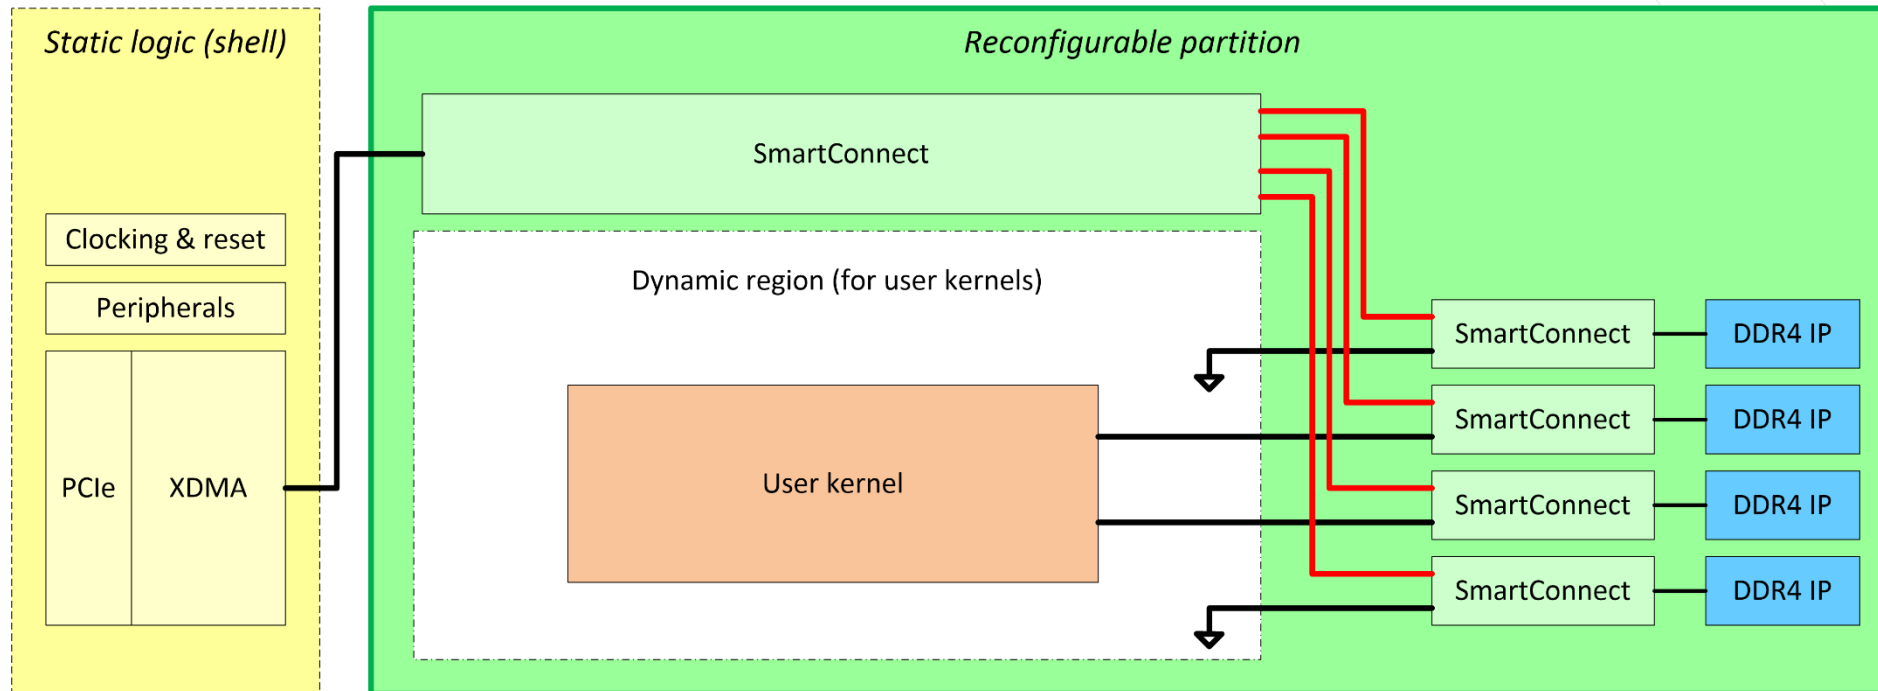 Static logic (shell)
Reconfigurable partition
SmartConnect
Clocking & reset
Peripherals
PCIe
XDMA
Dynamic region (for user kernels)
User kernel
SmartConnect
DDR4 IP
SmartConnect
DDR4 IP
SmartConnect
DDR4 IP
SmartConnect
DDR4 IP